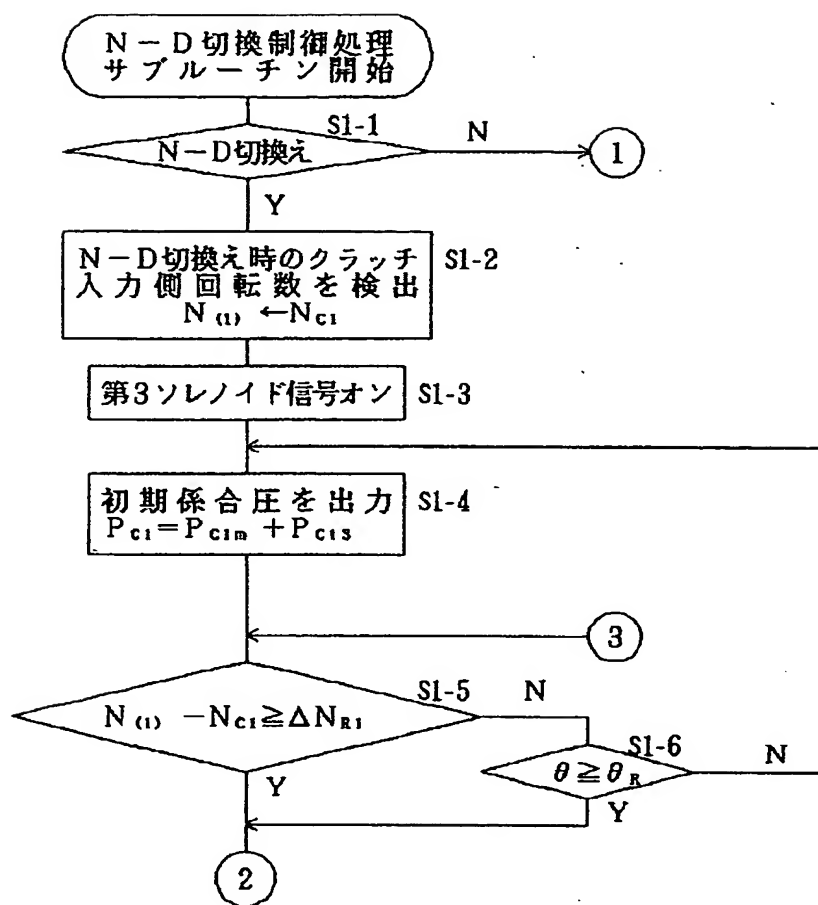 N－D切換制御処理
サブルーチン開始
S1-1
N－D切換え
N
1
Y
N－D切換え時のクラッチ
入力側回転数を検出
N(1) ←NC1
S1-2
第3ソレノイド信号オン
S1-3
初期係合圧を出力
PC1=PC1m +PC1S
S1-4
3
S1-5
N(1) -NC1≧ΔNR1
N
S1-6
θ≧θR
N
Y
Y
2